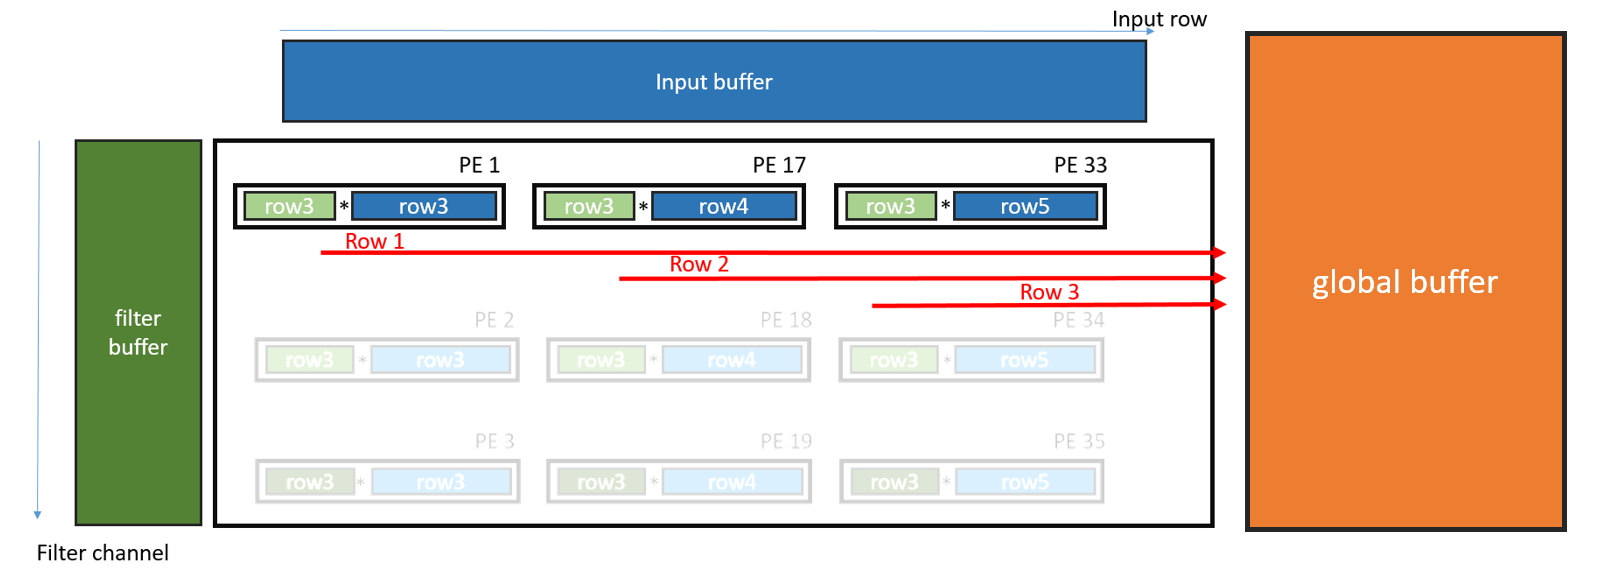 Input row
Input buffer
PE 1
PE 17
PE 33
row3 * row3
row3 * row4
row3 * row5
Row 1
Row 2
Row 3
filter
buffer
global buffer
PE 2
PE 18
PE 34
row3 * row3
row3 * row4
row3 * row5
PE 3
PE 19
PE 35
row3 * row3
row3 * row4
row3 * row5
Filter channel